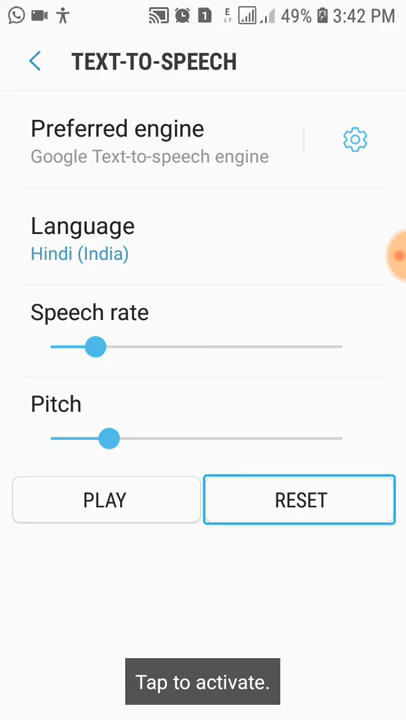 1 E 49% 3:42 PM
TEXT-TO-SPEECH
Preferred engine
Google Text-to-speech engine
Language
Hindi (India)
Speech rate
Pitch
PLAY RESET
Tap to activate.